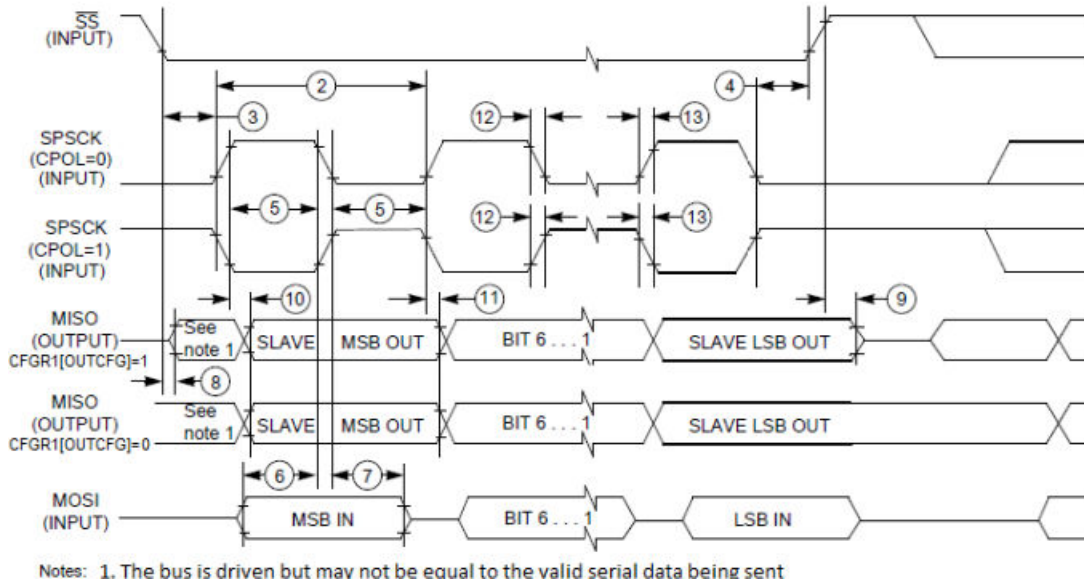 SS
(INPUT)
2
4
3
12
13
SPSCK
(CPOL=0)
(INPUT)
5
5
12
13
SPSCK
(CPOL=1)
(INPUT)
10
11
9
MISO
(OUTPUT)
CFGR1[OUTCFG]=1
See
note 1
SLAVE
MSB OUT
BIT 6 . . . 1
SLAVE LSB OUT
8
MISO
(OUTPUT)
CFGR1[OUTCFG]=0
See
note 1
SLAVE
MSB OUT
BIT 6 . . . 1
SLAVE LSB OUT
6
7
MOSI
(INPUT)
MSB IN
BIT 6 . . . 1
LSB IN
Notes: 1. The bus is driven but may not be equal to the valid serial data being sent